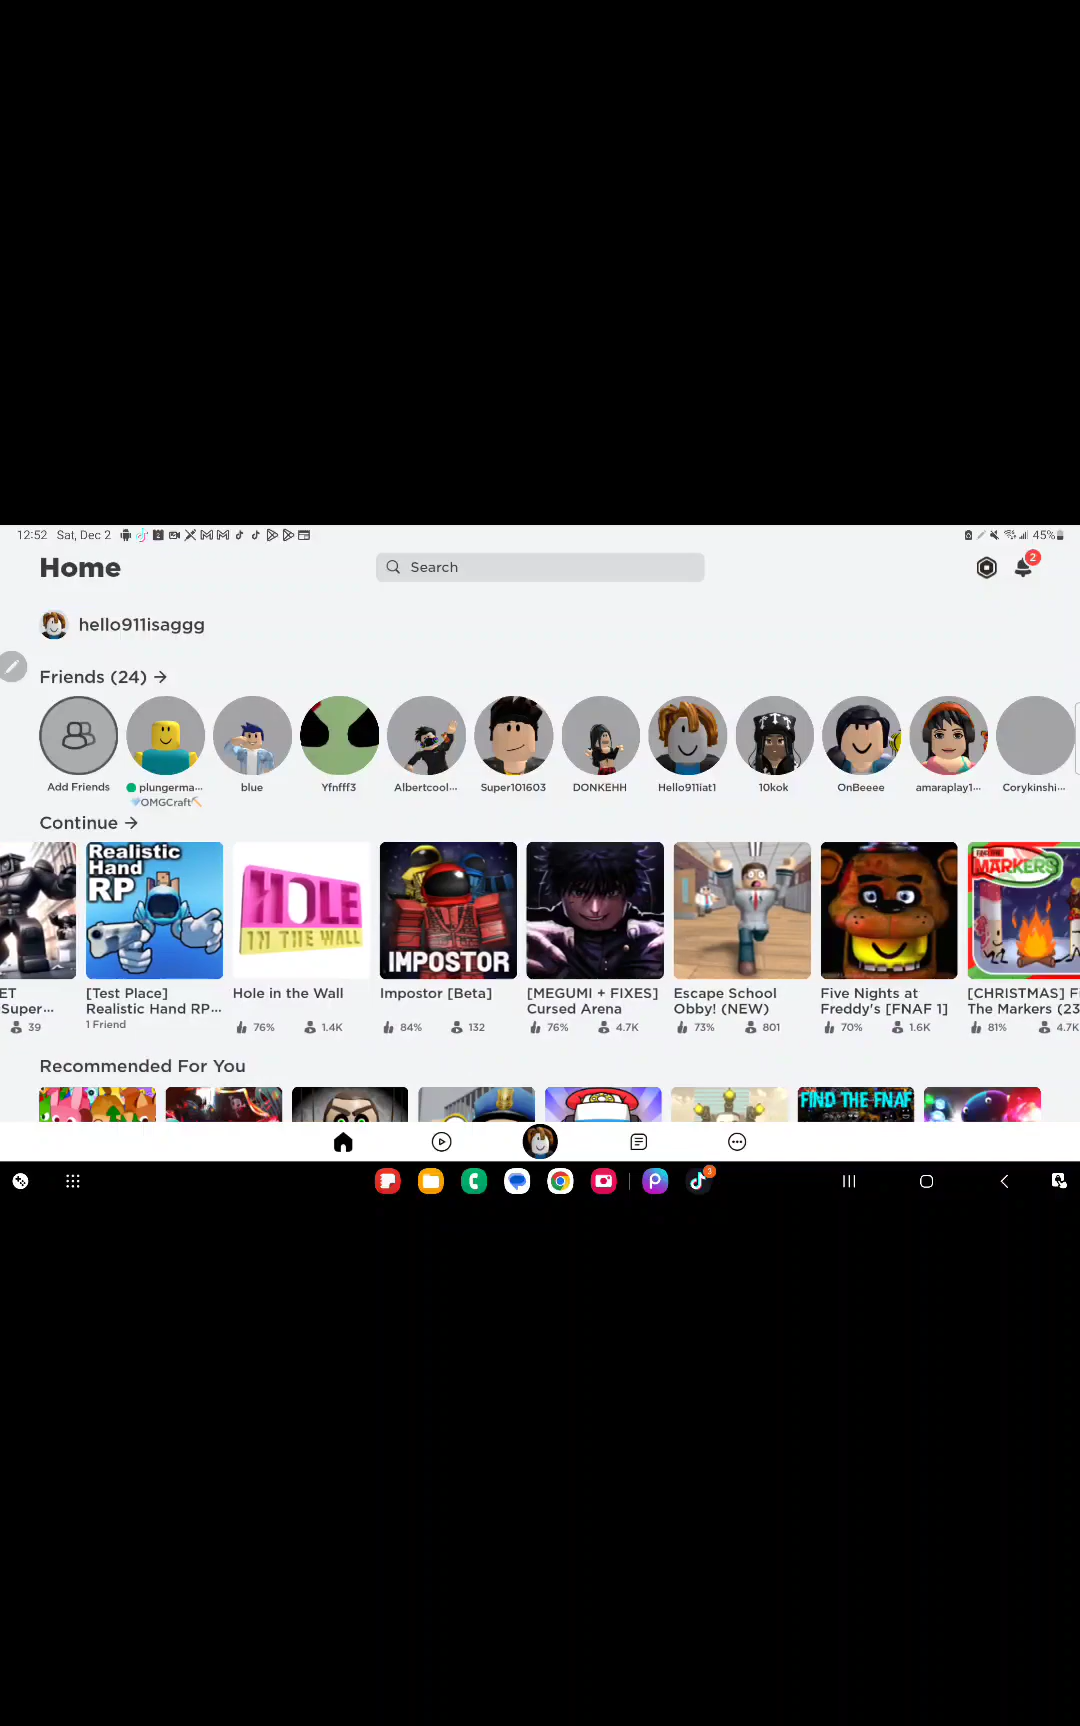 12:52 Sat, Dec 2
45%
Home
Search
2
hello911isaggg
Friends (24) →
Add Friends
plungerma...
blue
Yfnfff3
Albertcool...
Super101603
DONKEHH
Hello911iat1
10kok
OnBeeee
amaraplay1...
Corykinshi...
💎OMGCraft⛏
Continue →
Realistic
Hand
RP
HOLE
IN THE WALL
IMPOSTOR
MARKERS
ET
Super...
39
[Test Place]
Realistic Hand RP...
1 Friend
Hole in the Wall
76% 1.4K
Impostor [Beta]
84% 132
[MEGUMI + FIXES]
Cursed Arena
76% 4.7K
Escape School
Obby! (NEW)
73% 801
Five Nights at
Freddy's [FNAF 1]
70% 1.6K
[CHRISTMAS] F
The Markers (23
81% 4.7K
Recommended For You
FIND THE FNAF
3